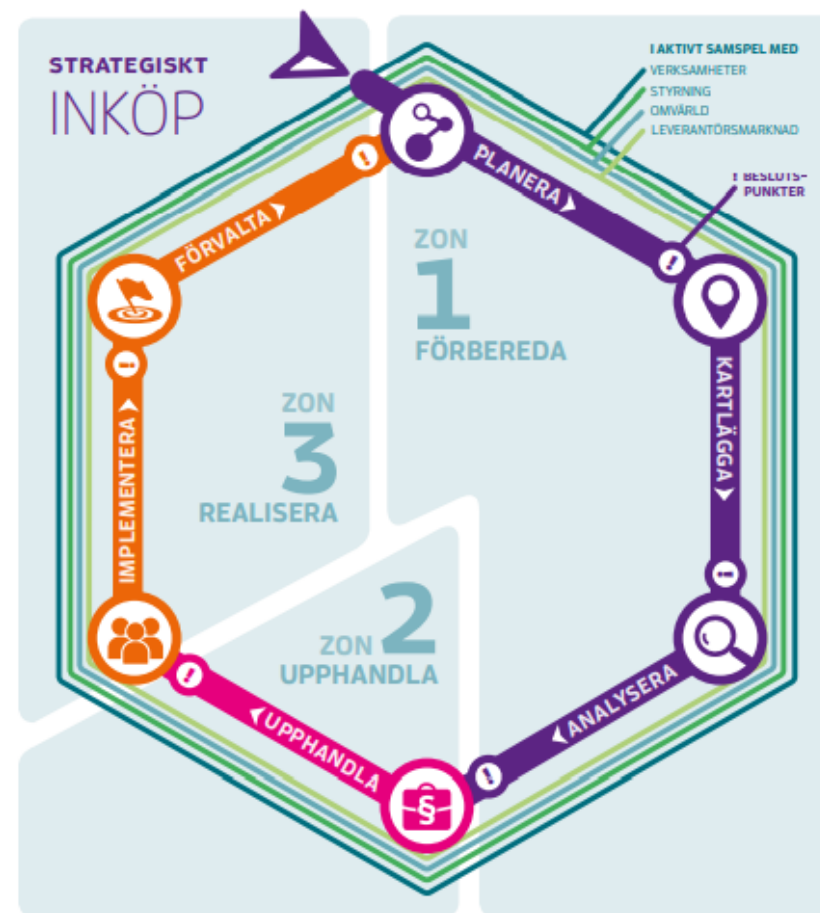 STRATEGISKT
INKÖP
I AKTIVT SAMSPEL MED
VERKSAMHETER
STYRNING
OMVÄRLD
LEVERANTÖRSMARKNAD
! BESLUTS-
PUNKTER
PLANERA
!
KARTLÄGGA
!
ANALYSERA
!
§
UPPHANDLA
!
IMPLEMENTERA
!
FÖRVALTA
!
ZON
1
FÖRBEREDA
ZON
3
REALISERA
ZON 2
UPPHANDLA